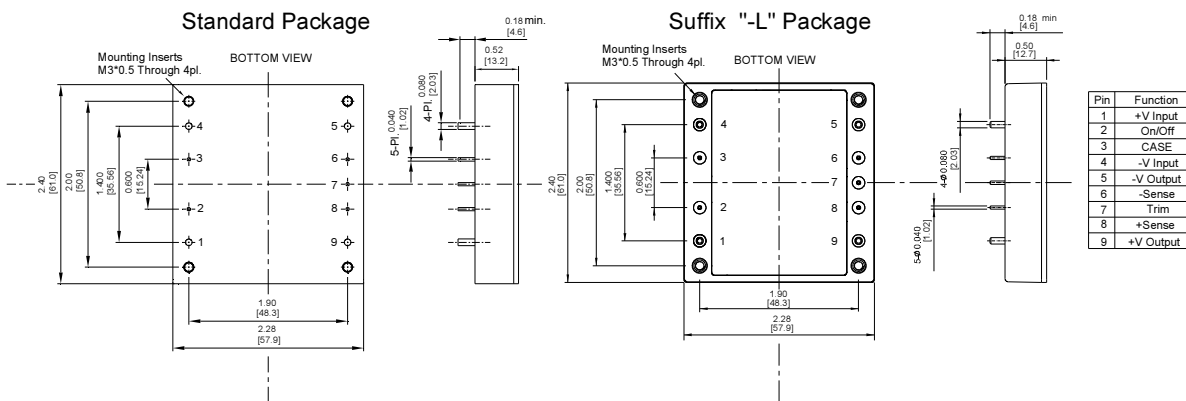 Standard Package
Mounting Inserts
M3*0.5 Through 4pl.
BOTTOM VIEW
0.18 min.
[4.6]
0.52
[13.2]
4-Pl. 0.080
[2.03]
5-Pl. 0.040
[1.02]
2.40
[61.0]
2.00
[50.8]
1.400
[35.56]
0.600
[15.24]
4
3
2
1
5
6
7
8
9
1.90
[48.3]
2.28
[57.9]
Suffix "-L" Package
Mounting Inserts
M3*0.5 Through 4pl.
BOTTOM VIEW
0.18 min
[4.6]
0.50
[12.7]
4-Ø0.080
[2.03]
5-Ø0.040
[1.02]
2.40
[61.0]
2.00
[50.8]
1.400
[35.56]
0.600
[15.24]
4
3
2
1
5
6
7
8
9
1.90
[48.3]
2.28
[57.9]
Pin Function
1 +V Input
2 On/Off
3 CASE
4 -V Input
5 -V Output
6 -Sense
7 Trim
8 +Sense
9 +V Output